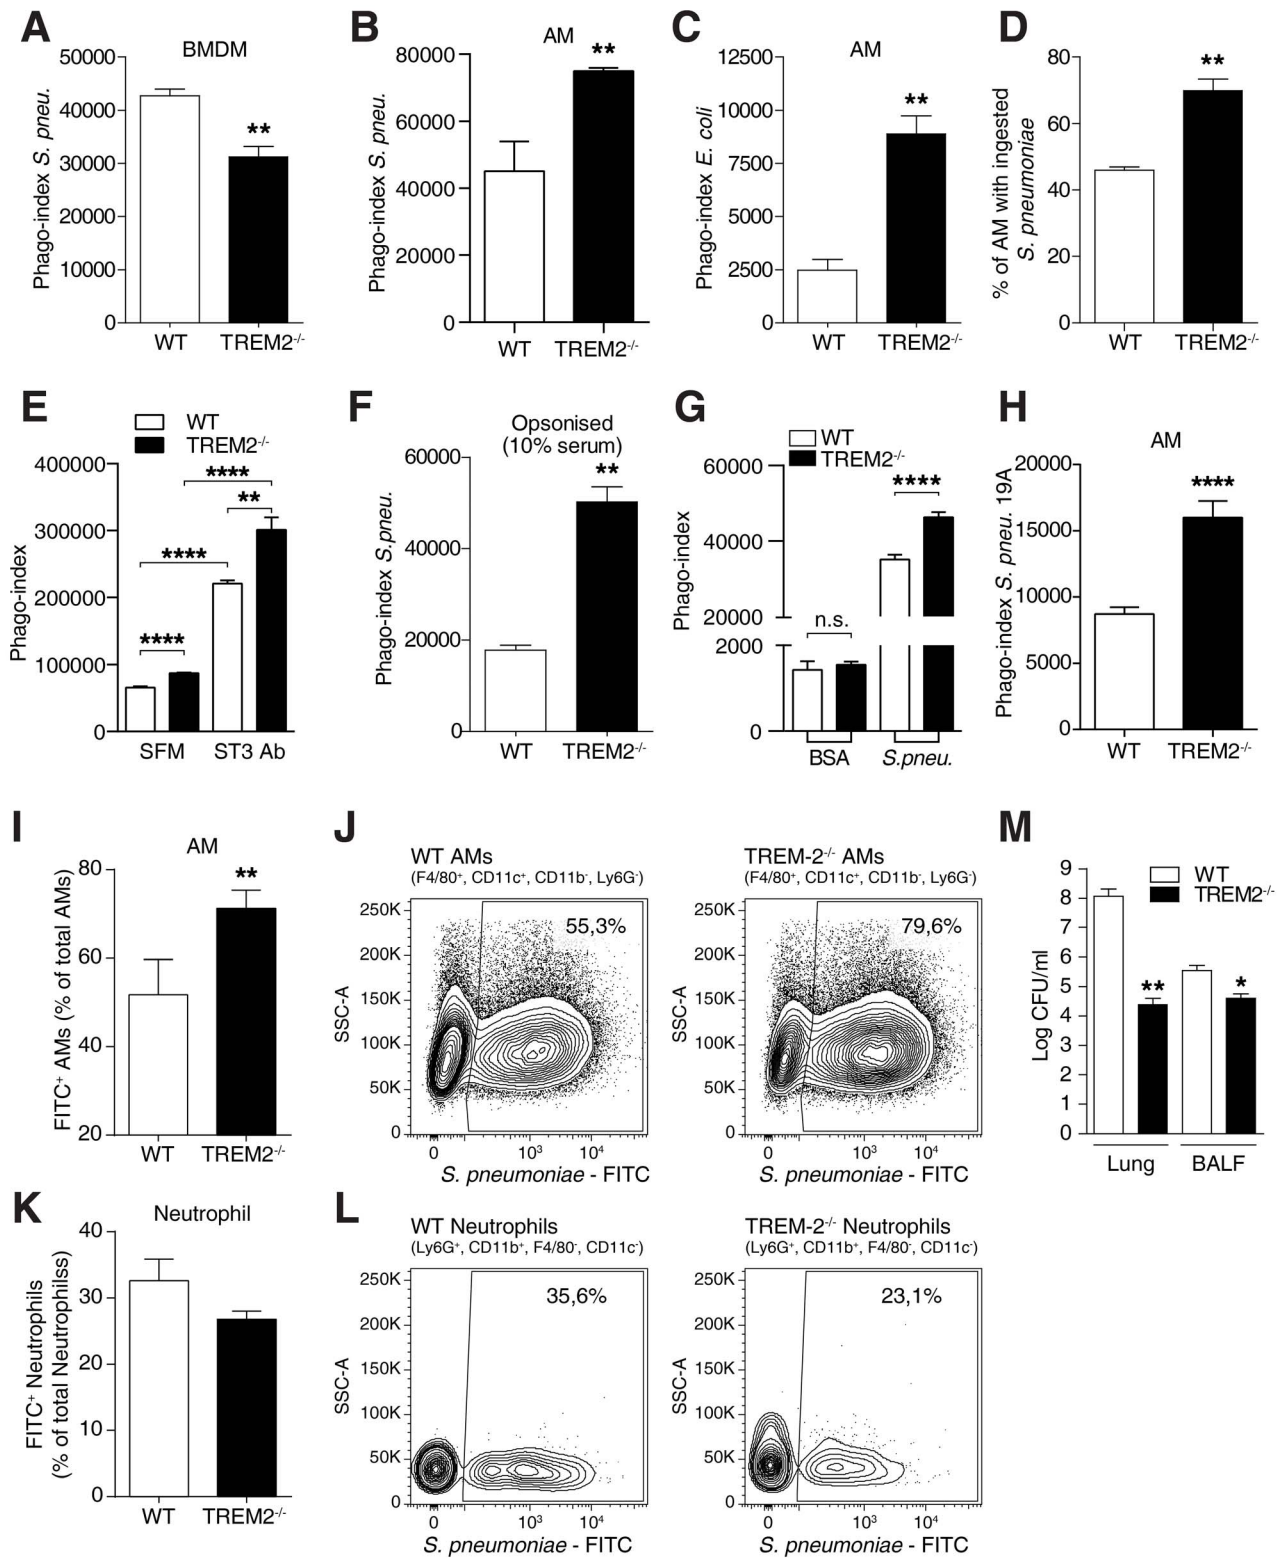 A
BMDM
Phago-index S. pneu.
50000
40000
30000
20000
10000
0
**
WT
TREM2-/-
B
AM
Phago-index S. pneu.
80000
60000
40000
20000
0
**
WT
TREM2-/-
C
AM
Phago-index E. coli
12500
10000
7500
5000
2500
0
**
WT
TREM2-/-
D
% of AM with ingested
S. pneumoniae
80
60
40
20
0
**
WT
TREM2-/-
E
WT
TREM2-/-
Phago-index
400000
300000
200000
100000
0
****
**
****
****
SFM
ST3 Ab
F
Opsonised
(10% serum)
Phago-index S.pneu.
60000
40000
20000
0
**
WT
TREM2-/-
G
WT
TREM2-/-
Phago-index
60000
40000
20000
2000
0
****
n.s.
BSA
S.pneu.
H
AM
Phago-index S. pneu. 19A
20000
15000
10000
5000
0
****
WT
TREM2-/-
I
AM
FITC+ AMs (% of total AMs)
80
60
40
20
**
WT
TREM2-/-
J
WT AMs
(F4/80+, CD11c+, CD11b-, Ly6G-)
55,3%
SSC-A
250K
200K
150K
100K
50K
0
0
10³
10⁴
S. pneumoniae - FITC
TREM-2-/- AMs
(F4/80+, CD11c+, CD11b-, Ly6G-)
79,6%
SSC-A
250K
200K
150K
100K
50K
0
0
10³
10⁴
S. pneumoniae - FITC
M
WT
TREM2-/-
Log CFU/ml
9
8
7
6
5
4
3
2
1
0
**
*
Lung
BALF
K
Neutrophil
FITC+ Neutrophils
(% of total Neutrophilss)
40
30
20
10
0
WT
TREM2-/-
L
WT Neutrophils
(Ly6G+, CD11b+, F4/80-, CD11c-)
35,6%
SSC-A
250K
200K
150K
100K
50K
0
0
10³
10⁴
S. pneumoniae - FITC
TREM-2-/- Neutrophils
(Ly6G+, CD11b+, F4/80-, CD11c-)
23,1%
SSC-A
250K
200K
150K
100K
50K
0
0
10³
10⁴
S. pneumoniae - FITC